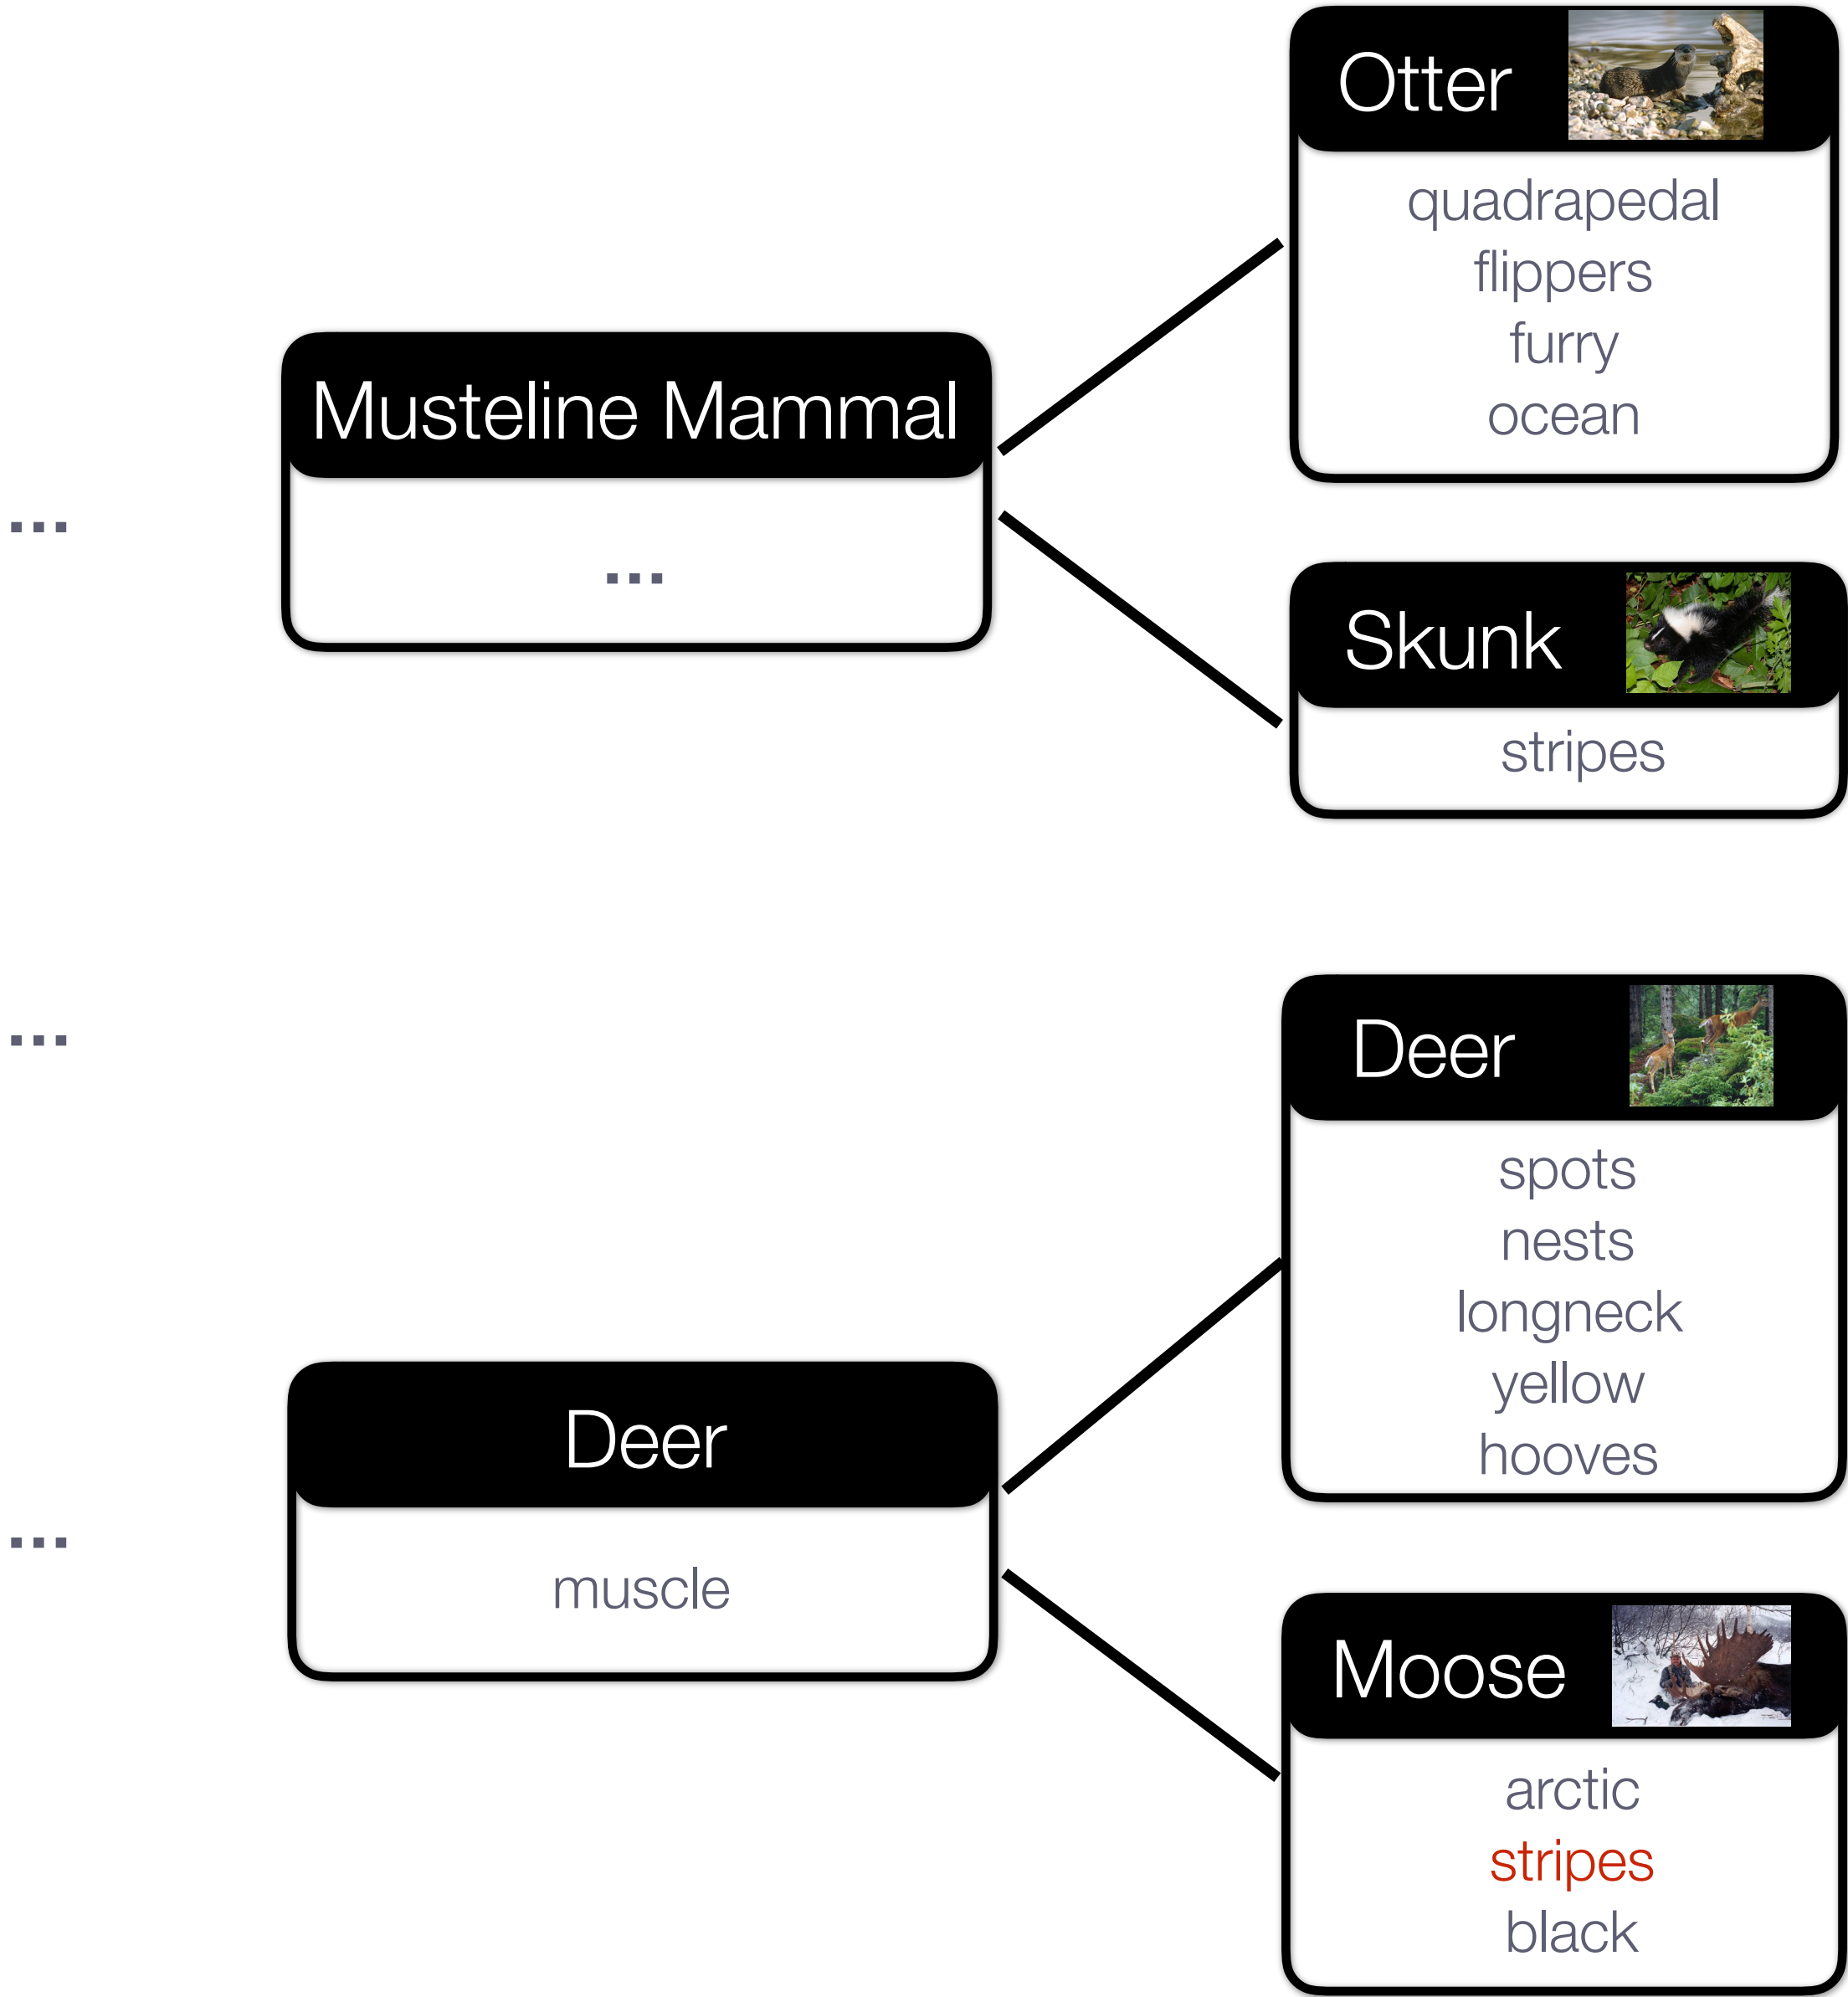 Otter
quadrapedal
flippers
furry
ocean
Musteline Mammal
...
...
Skunk
stripes
...
Deer
spots
nests
longneck
yellow
hooves
Deer
muscle
...
Moose
arctic
stripes
black